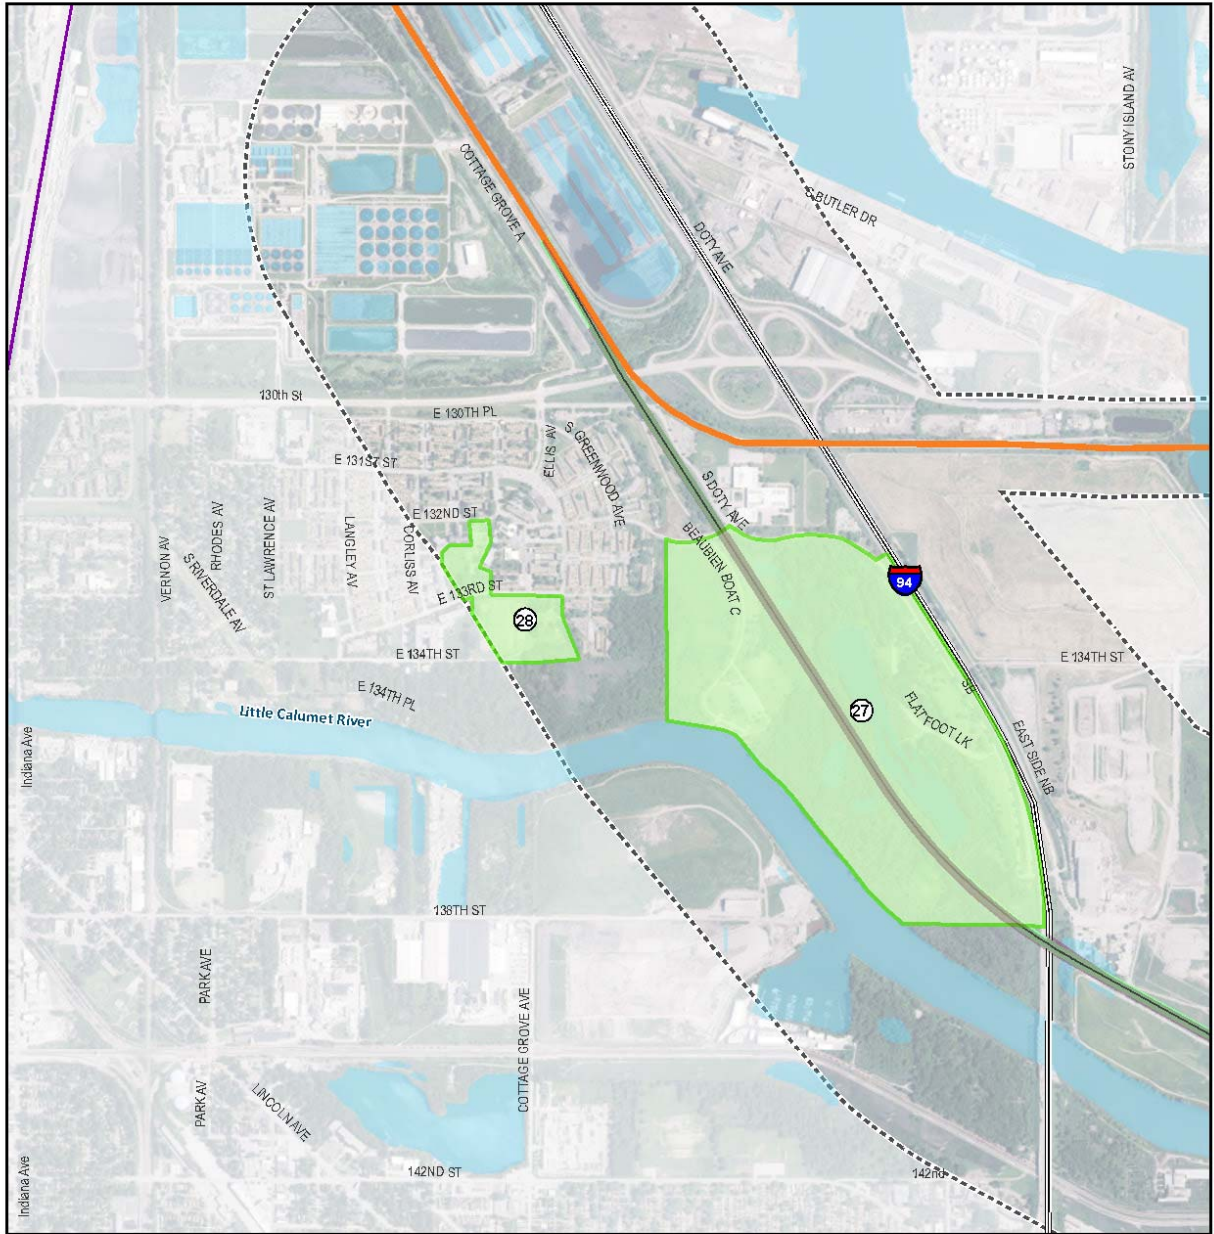 STONY ISLAND AV
COTTAGE GROVE A
S BUTLER DR
DOTY AVE
130th St
E 130TH PL
ELLIS AV
S GREENWOOD AVE
E 131ST ST
S DOTY AVE
E 132ND ST
RHODES AV
ST LAWRENCE AV
LANGLEY AV
CORLISS AV
VERNON AV
S RIVERDALE AV
BEAUBIEN BOAT C
94
E 133RD ST
28
E 134TH ST
E 134TH ST
E 134TH PL
SB
27
FLATFOOT LK
Little Calumet River
EAST SIDE NB
Indiana Ave
138TH ST
PARK AVE
COTTAGE GROVE AVE
PARK AV
LINCOLN AVE
142ND ST
142nd
Indiana Ave